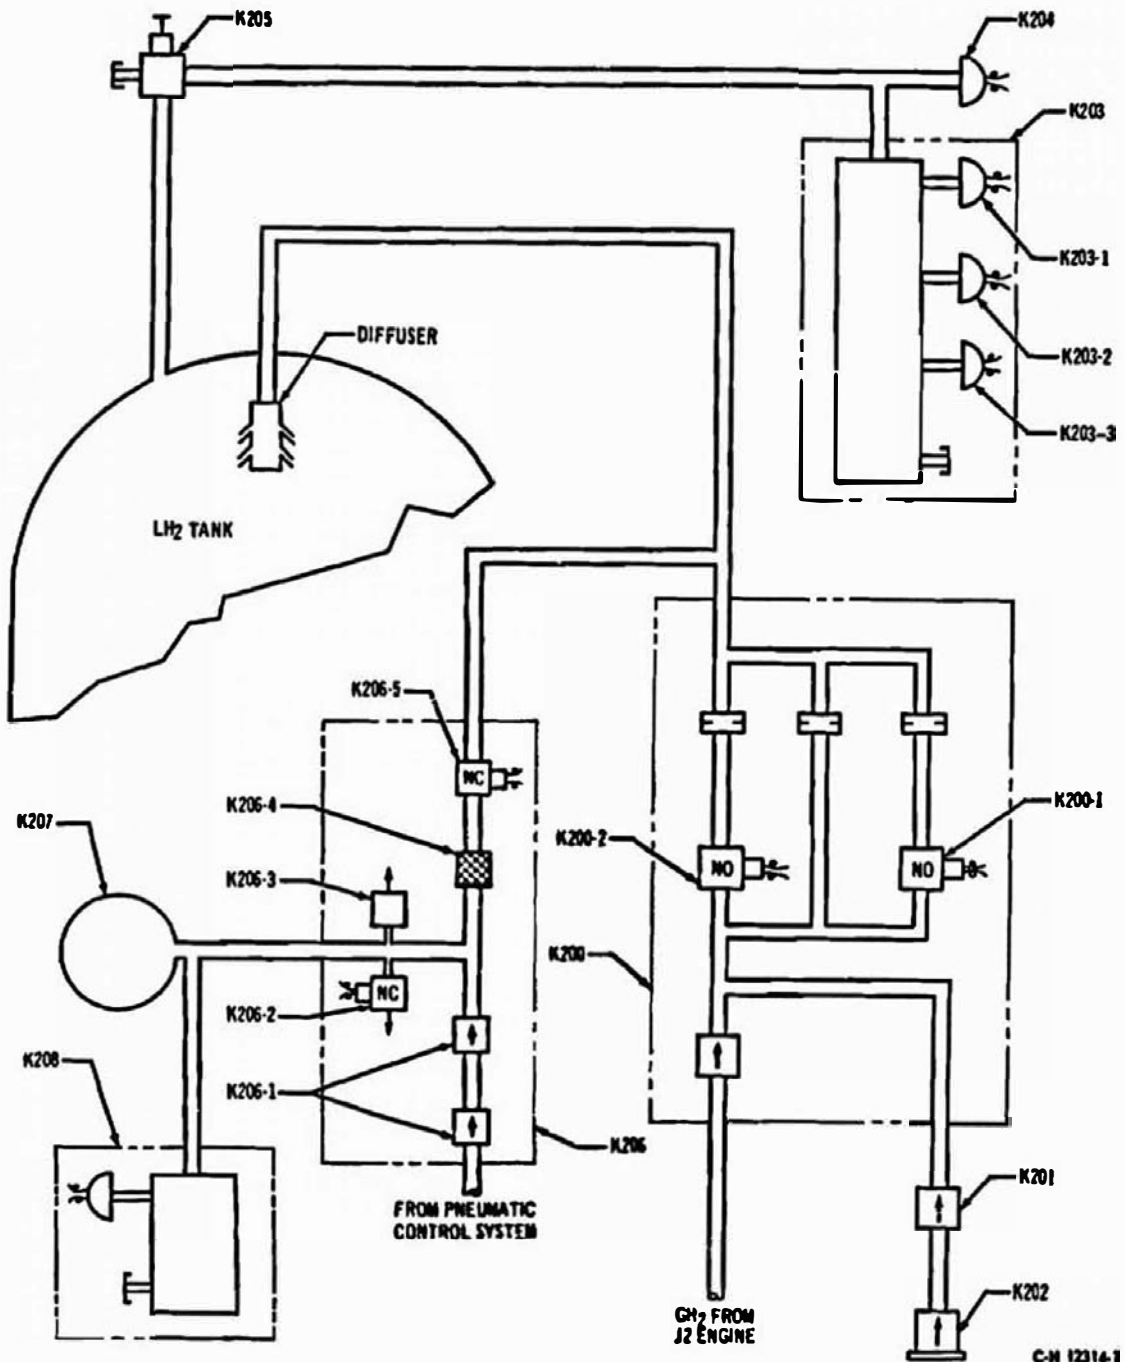 K205
K204
K203
K203-1
DIFFUSER
K203-2
K203-3
LH2 TANK
K206-5
K206-4
K200-1
K207
K200-2
NC
NO
NO
K206-3
K200
NC
K206-2
K208
K206-1
K206
K201
FROM PNEUMATIC
CONTROL SYSTEM
K202
GH2 FROM
J2 ENGINE